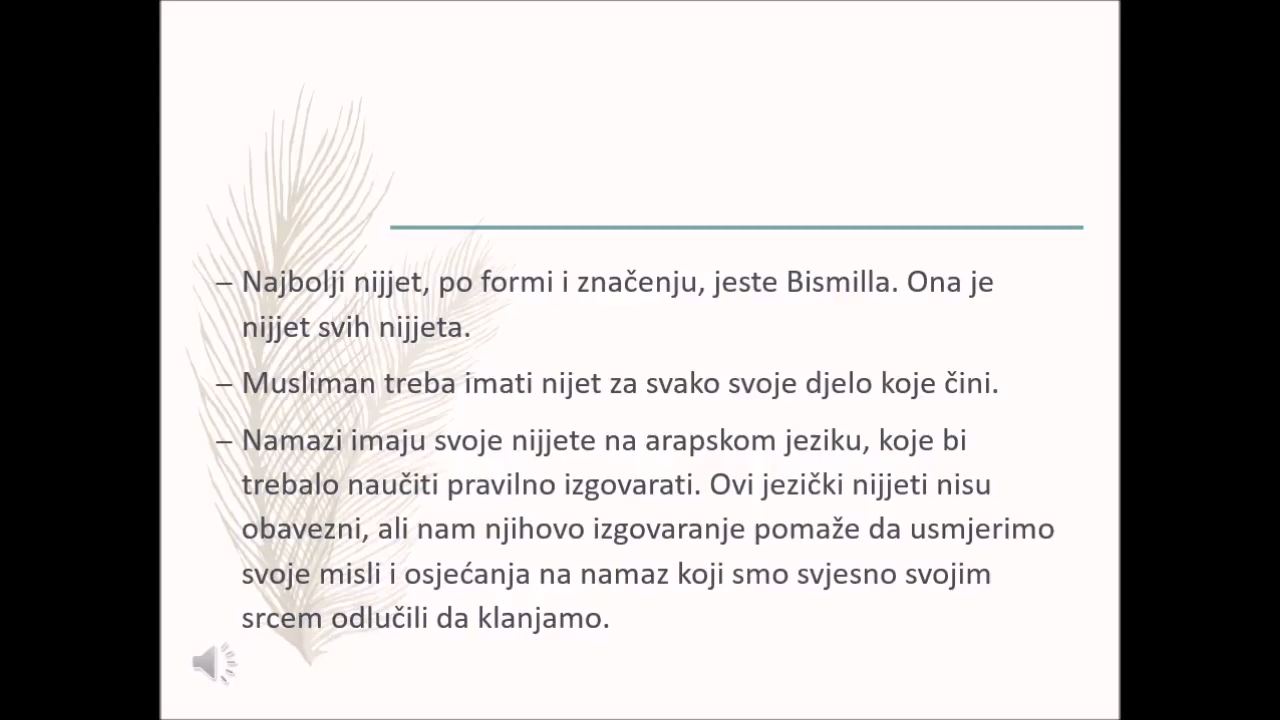 – Najbolji nijjet, po formi i značenju, jeste Bismilla. Ona je
nijjet svih nijjeta.
– Musliman treba imati nijet za svako svoje djelo koje čini.
– Namazi imaju svoje nijjete na arapskom jeziku, koje bi
trebalo naučiti pravilno izgovarati. Ovi jezički nijjeti nisu
obavezni, ali nam njihovo izgovaranje pomaže da usmjerimo
svoje misli i osjećanja na namaz koji smo svjesno svojim
srcem odlučili da klanjamo.